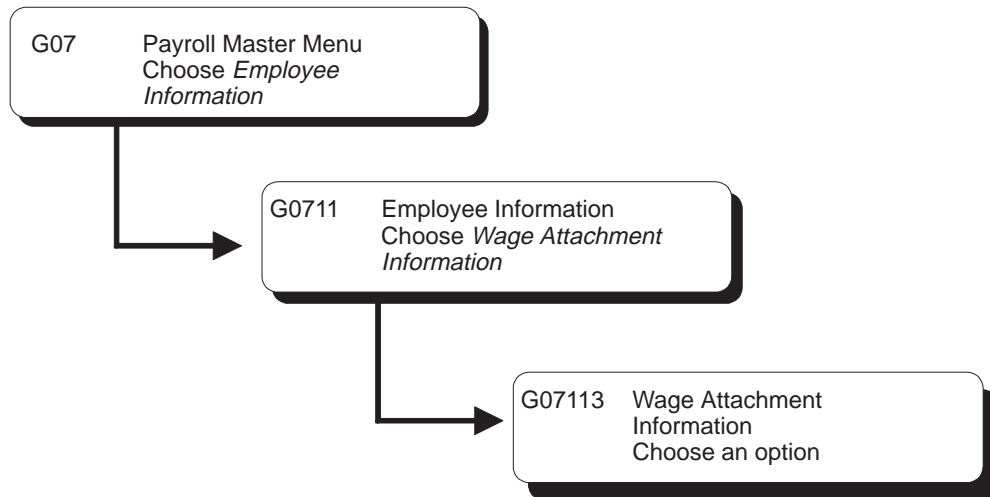 G07 Payroll Master Menu
Choose Employee
Information
G0711 Employee Information
Choose Wage Attachment
Information
G07113 Wage Attachment
Information
Choose an option